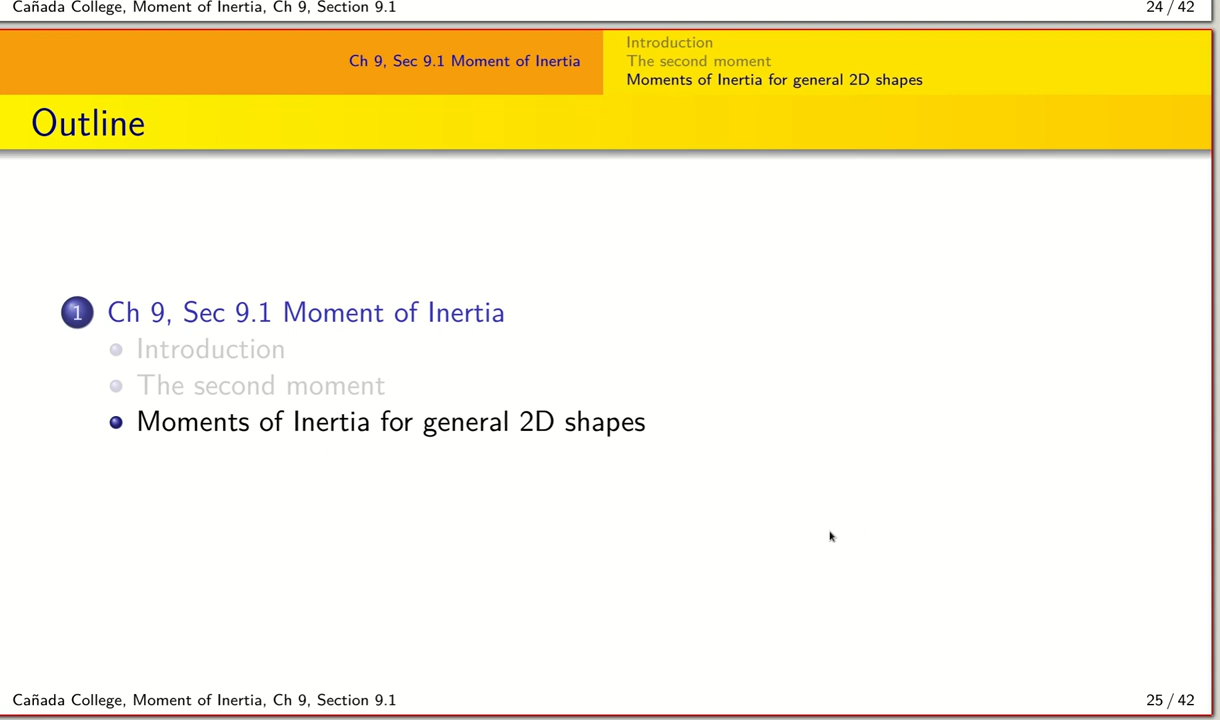 Cañada College, Moment of Inertia, Ch 9, Section 9.1 24 / 42
Ch 9, Sec 9.1 Moment of Inertia
Introduction
The second moment
Moments of Inertia for general 2D shapes
Outline
1 Ch 9, Sec 9.1 Moment of Inertia
Introduction
The second moment
Moments of Inertia for general 2D shapes
Cañada College, Moment of Inertia, Ch 9, Section 9.1 25 / 42